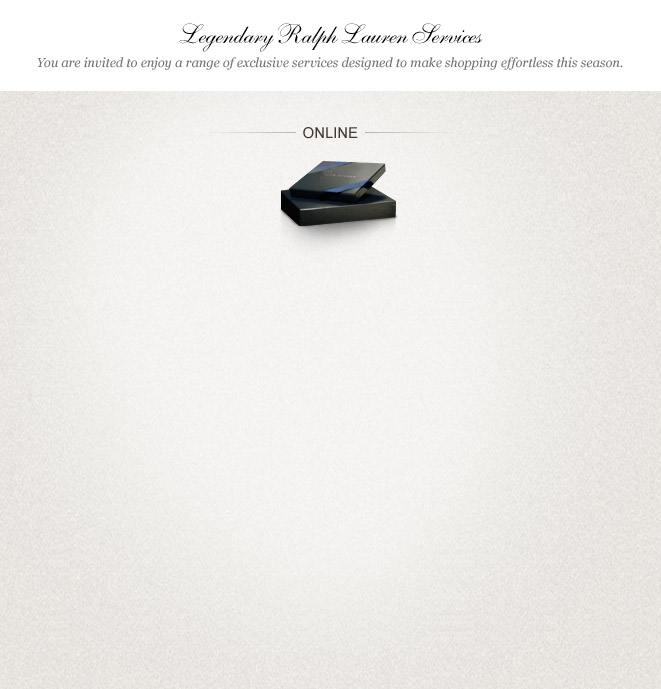 Legendary Ralph Lauren Services
You are invited to enjoy a range of exclusive services designed to make shopping effortless this season.
ONLINE